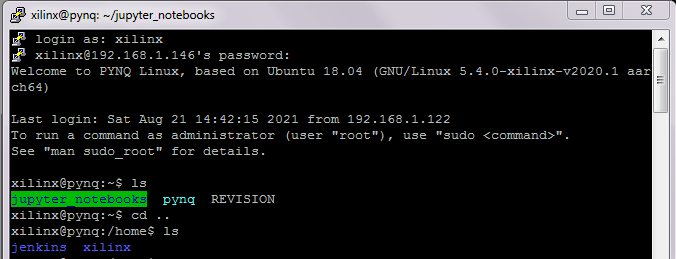 xilinx@pynq: ~/jupyter_notebooks
login as: xilinx
xilinx@192.168.1.146's password:
Welcome to PYNQ Linux, based on Ubuntu 18.04 (GNU/Linux 5.4.0-xilinx-v2020.1 aar
ch64)
Last login: Sat Aug 21 14:42:15 2021 from 192.168.1.122
To run a command as administrator (user "root"), use "sudo <command>".
See "man sudo_root" for details.
xilinx@pynq:~$ ls
jupyter_notebooks  pynq  REVISION
xilinx@pynq:~$ cd ..
xilinx@pynq:/home$ ls
jenkins  xilinx